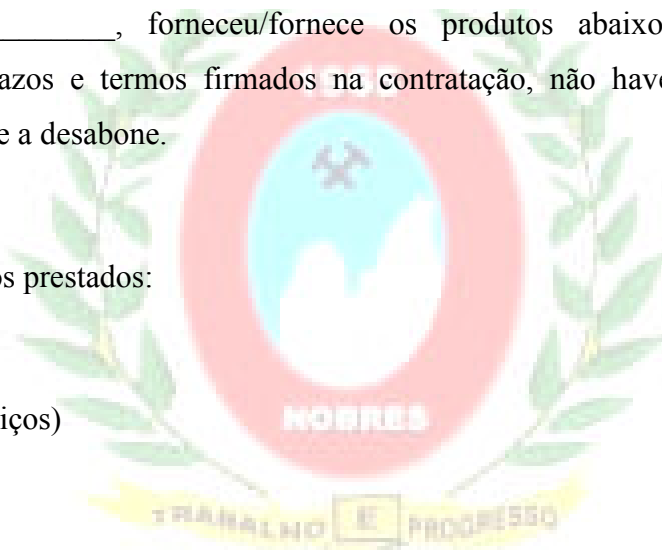 ________, forneceu/fornece os produtos abaixo
azos e termos firmados na contratação, não have
e a desabone.
os prestados:
iços)
NOBRES
TRABALHO E PROGRESSO